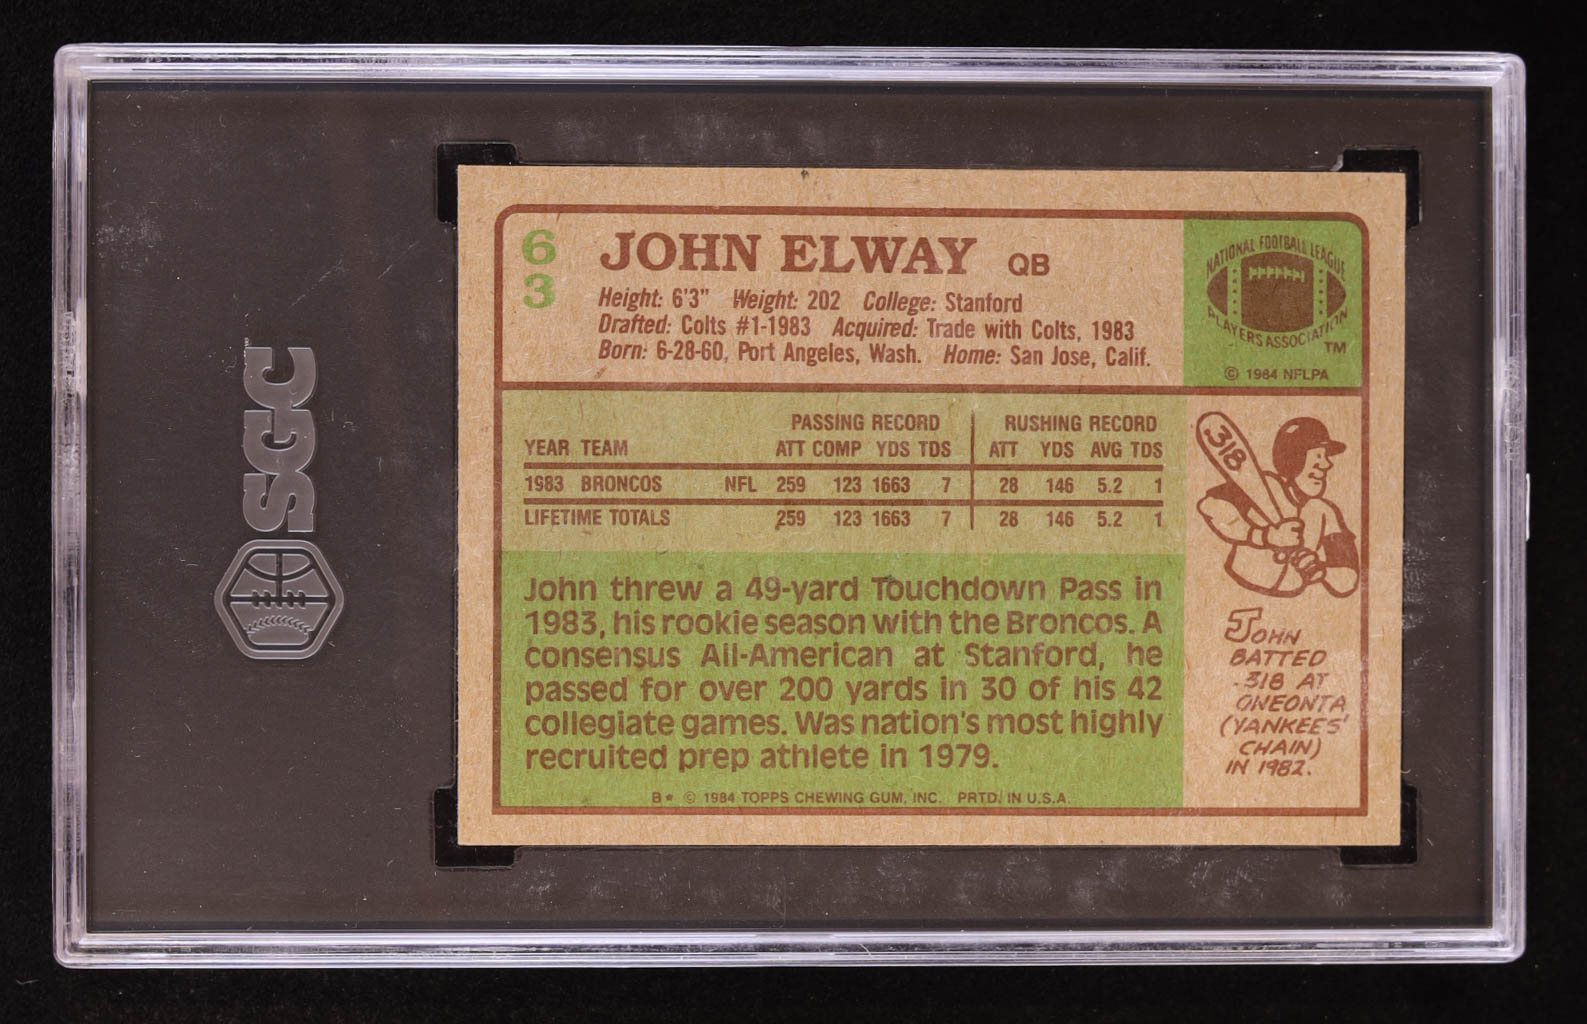 SGC
63
JOHN ELWAY QB
Height: 6'3" Weight: 202 College: Stanford
Drafted: Colts #1-1983 Acquired: Trade with Colts, 1983
Born: 6-28-60, Port Angeles, Wash. Home: San Jose, Calif.
NATIONAL FOOTBALL LEAGUE
PLAYERS ASSOCIATION
TM
© 1984 NFLPA
PASSING RECORD RUSHING RECORD
YEAR TEAM ATT COMP YDS TDS ATT YDS AVG TDS
1983 BRONCOS NFL 259 123 1663 7 28 146 5.2 1
LIFETIME TOTALS 259 123 1663 7 28 146 5.2 1
John threw a 49-yard Touchdown Pass in
1983, his rookie season with the Broncos. A
consensus All-American at Stanford, he
passed for over 200 yards in 30 of his 42
collegiate games. Was nation's most highly
recruited prep athlete in 1979.
.318
JOHN
BATTED
.318 AT
ONEONTA
(YANKEES'
CHAIN)
IN 1982.
B* © 1984 TOPPS CHEWING GUM, INC. PRTD. IN U.S.A.